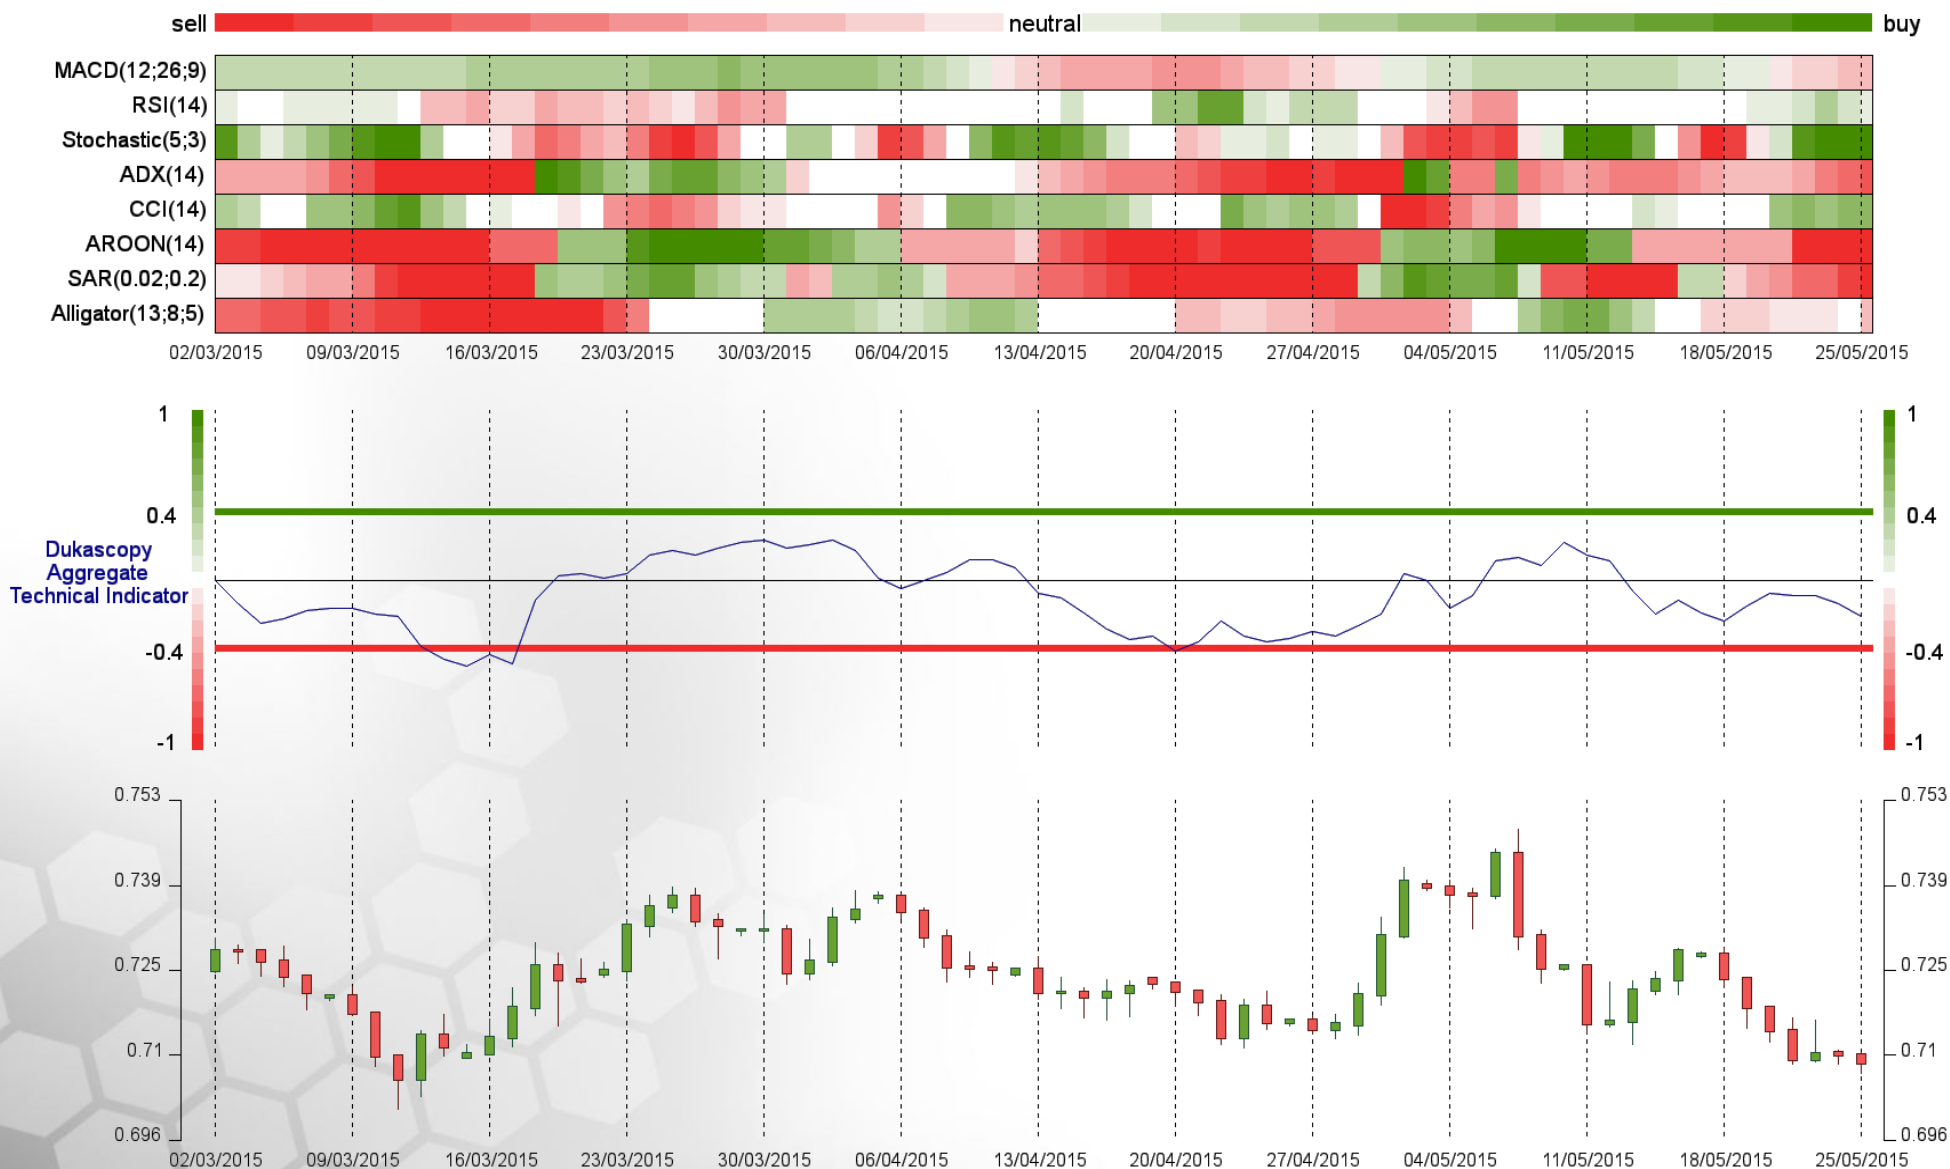 sell neutral buy
MACD(12;26;9)
RSI(14)
Stochastic(5;3)
ADX(14)
CCI(14)
AROON(14)
SAR(0.02;0.2)
Alligator(13;8;5)
02/03/2015 09/03/2015 16/03/2015 23/03/2015 30/03/2015 06/04/2015 13/04/2015 20/04/2015 27/04/2015 04/05/2015 11/05/2015 18/05/2015 25/05/2015
1 1
0.4 0.4
Dukascopy
Aggregate
Technical Indicator
-0.4 -0.4
-1 -1
0.753 0.753
0.739 0.739
0.725 0.725
0.71 0.71
0.696 0.696
02/03/2015 09/03/2015 16/03/2015 23/03/2015 30/03/2015 06/04/2015 13/04/2015 20/04/2015 27/04/2015 04/05/2015 11/05/2015 18/05/2015 25/05/2015